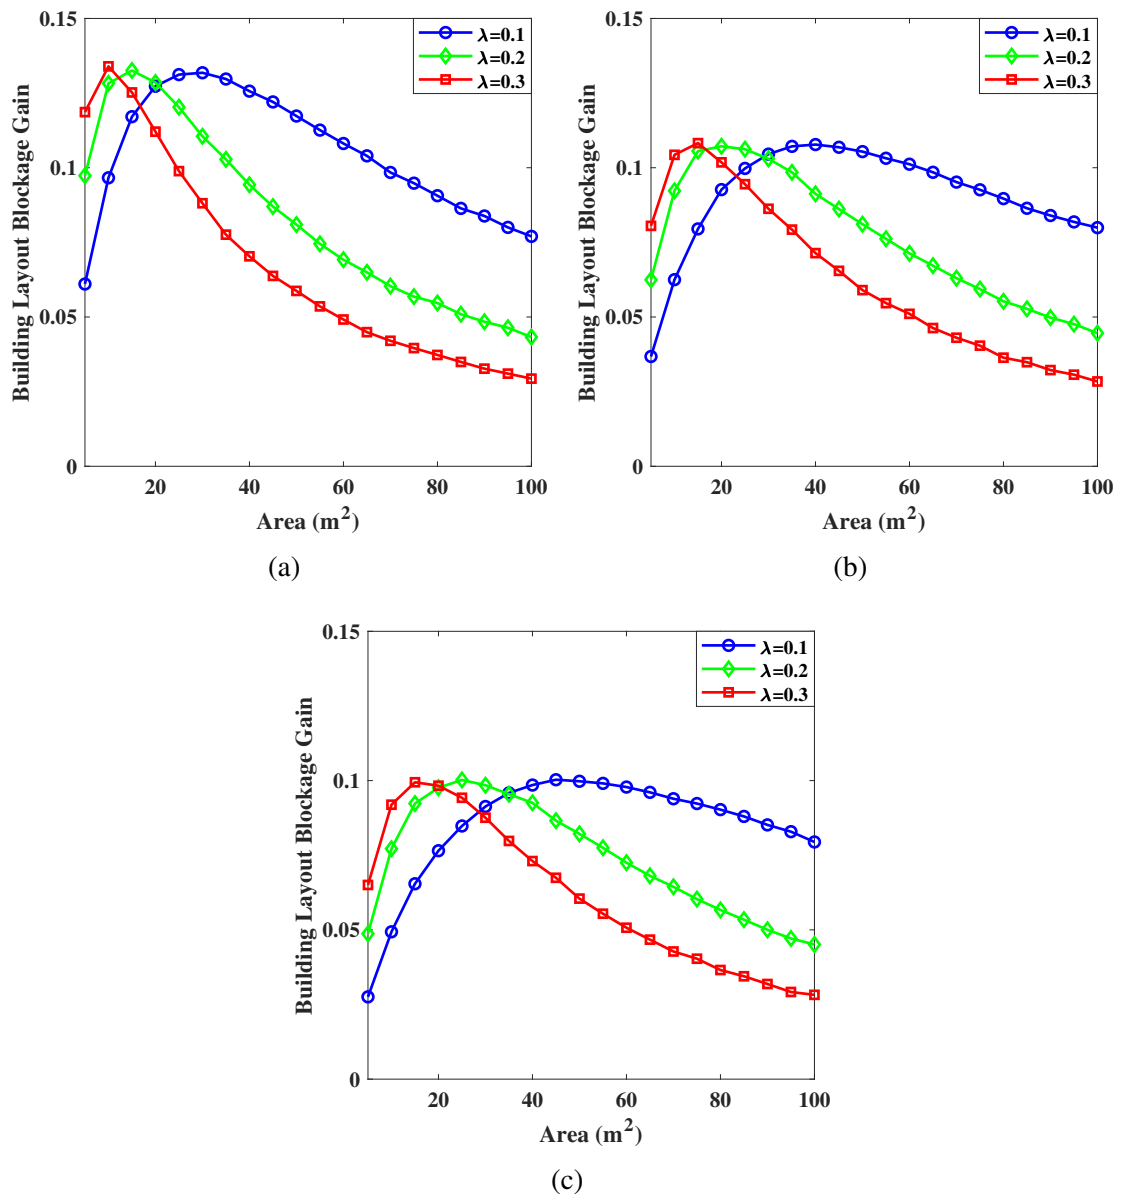 0.15
0.1
0.05
0
20 40 60 80 100
Building Layout Blockage Gain
Area (m²)
λ=0.1
λ=0.2
λ=0.3
(a)
0.15
0.1
0.05
0
20 40 60 80 100
Building Layout Blockage Gain
Area (m²)
λ=0.1
λ=0.2
λ=0.3
(b)
0.15
0.1
0.05
0
20 40 60 80 100
Building Layout Blockage Gain
Area (m²)
λ=0.1
λ=0.2
λ=0.3
(c)